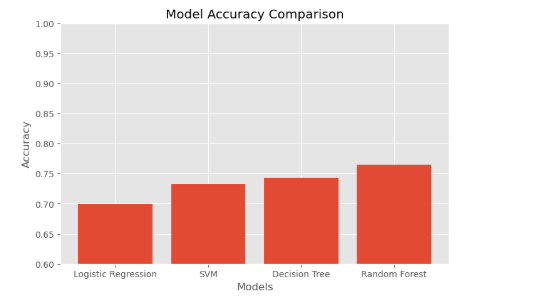 Model Accuracy Comparison
1.00
0.95
0.90
0.85
0.80
0.75
0.70
0.65
0.60
Accuracy
Logistic Regression SVM Decision Tree Random Forest
Models